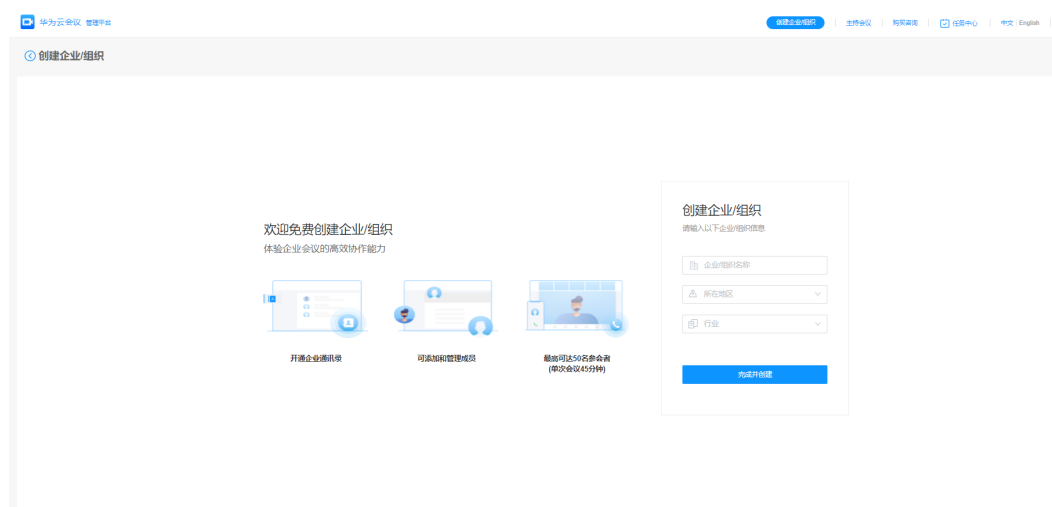 华为云会议 管理平台
创建企业/组织
主持会议
购买咨询
任务中心
中文 | English
创建企业/组织
欢迎免费创建企业/组织
体验企业会议的高效协作能力
开通企业通讯录
可添加和管理成员
最高可达50名参会者
(单次会议45分钟)
创建企业/组织
请输入以下企业/组织信息
企业/组织名称
所在地区
行业
完成并创建